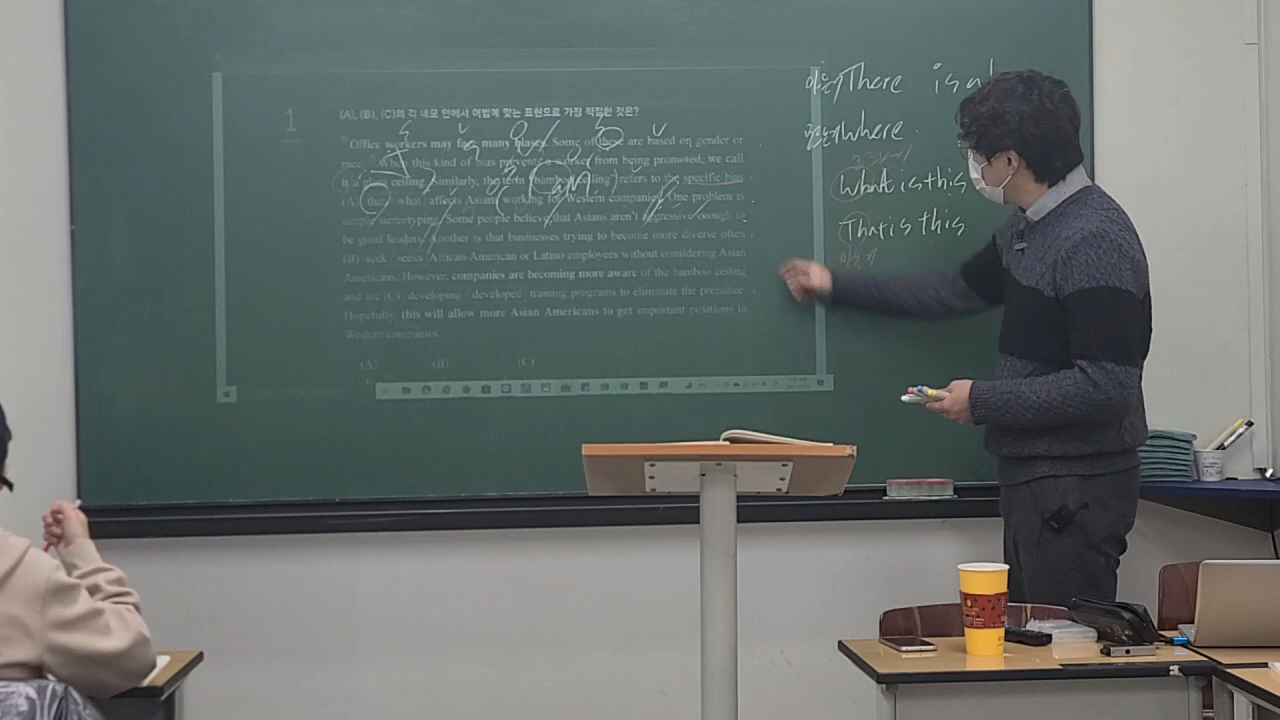 1
(A), (B), (C)의 각 네모 안에서 어법에 맞는 표현으로 가장 적절한 것은?
Office workers may face many biases. Some of these are based on gender or
race. When this kind of bias prevents a worker from being promoted, we call
it a glass ceiling. Similarly, the term "bamboo ceiling" refers to the specific bias
(A) that / what affects Asians working for Western companies. One problem is
simple stereotyping. Some people believe that Asians aren't aggressive enough to
be good leaders. Another is that businesses trying to become more diverse often
(B) seek / seeks African-American or Latino employees without considering Asian
Americans. However, companies are becoming more aware of the bamboo ceiling
and are (C) developing / developed training programs to eliminate the prejudice.
Hopefully, this will allow more Asian Americans to get important positions in
Western companies.
(A) (B) (C)
There is a
where
what is this
That is this